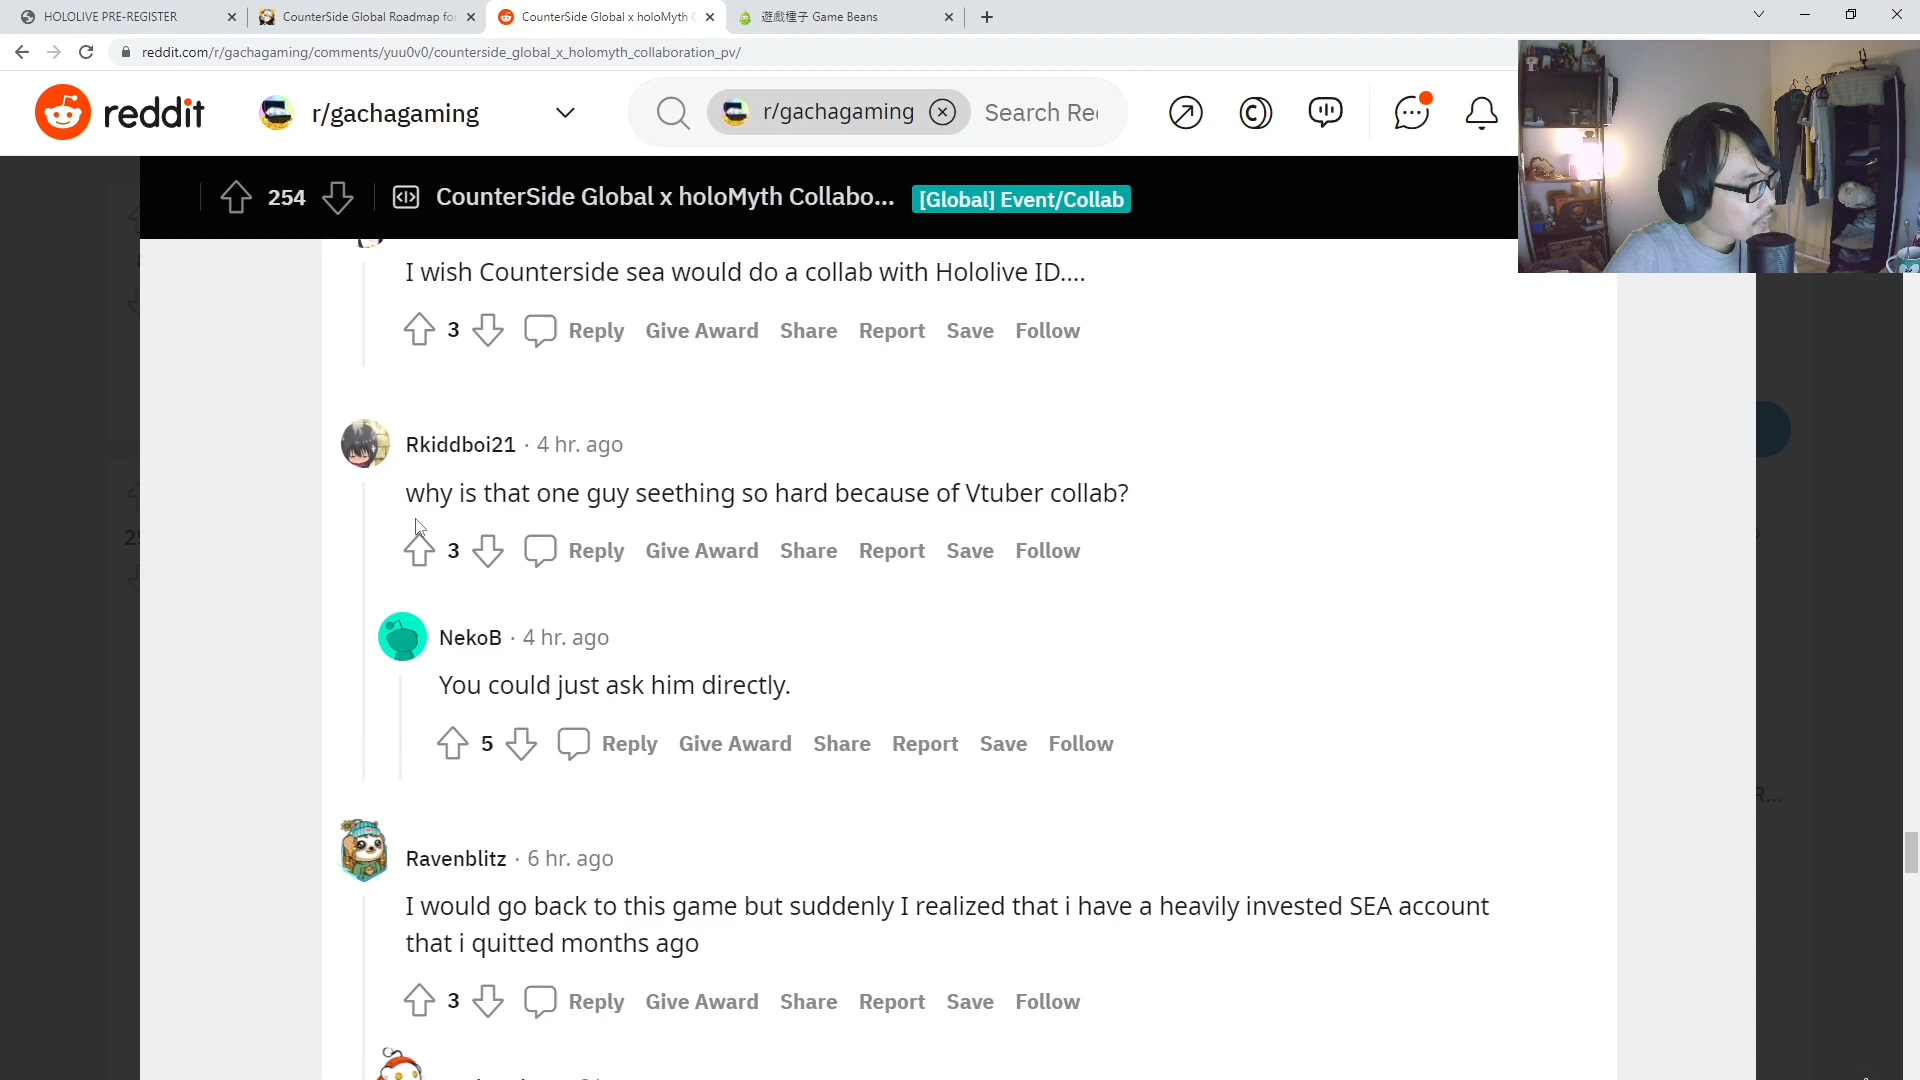 HOLOLIVE PRE-REGISTER
CounterSide Global Roadmap for
CounterSide Global x holoMyth C
遊戲種子 Game Beans
reddit.com/r/gachagaming/comments/yuu0v0/counterside_global_x_holomyth_collaboration_pv/
reddit
r/gachagaming
r/gachagaming
Search Re
254
CounterSide Global x holoMyth Collabo...
[Global] Event/Collab
I wish Counterside sea would do a collab with Hololive ID....
3 Reply Give Award Share Report Save Follow
Rkiddboi21 · 4 hr. ago
why is that one guy seething so hard because of Vtuber collab?
3 Reply Give Award Share Report Save Follow
NekoB · 4 hr. ago
You could just ask him directly.
5 Reply Give Award Share Report Save Follow
Ravenblitz · 6 hr. ago
I would go back to this game but suddenly I realized that i have a heavily invested SEA account
that i quitted months ago
3 Reply Give Award Share Report Save Follow